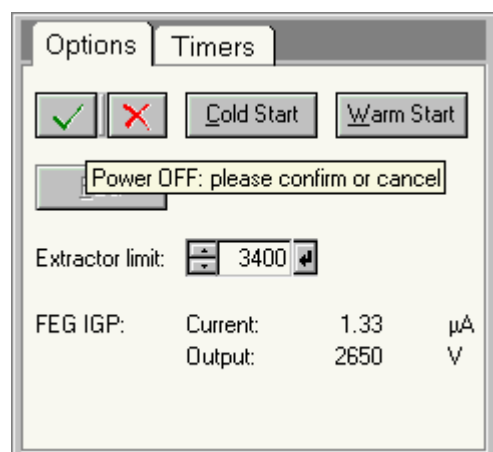 Options Timers
Cold Start Warm Start
Power OFF: please confirm or cancel
Extractor limit: 3400
FEG IGP: Current: 1.33 µA
Output: 2650 V